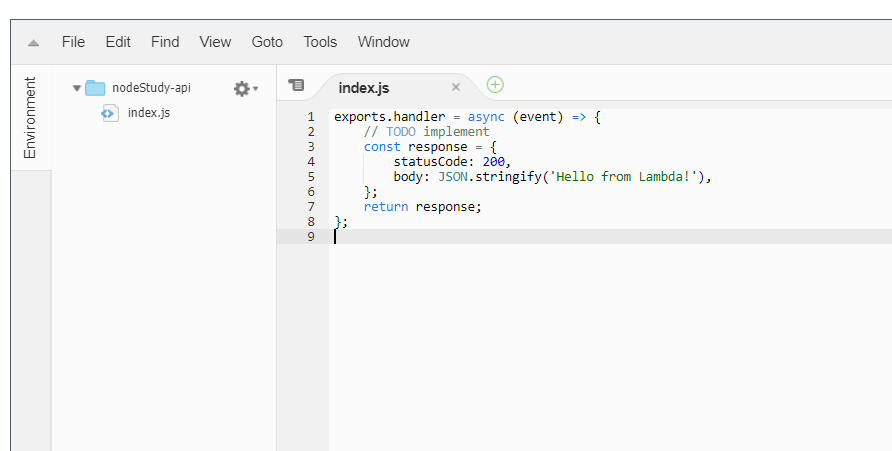 File Edit Find View Goto Tools Window
Environment
nodeStudy-api
index.js
index.js
1 exports.handler = async (event) => {
2     // TODO implement
3     const response = {
4         statusCode: 200,
5         body: JSON.stringify('Hello from Lambda!'),
6     };
7     return response;
8 };
9